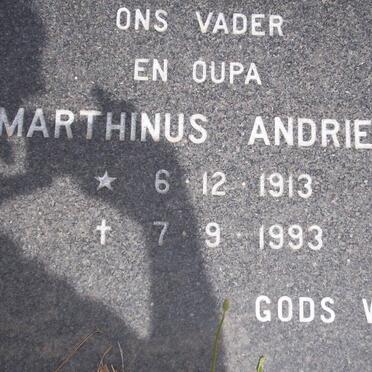 ONS VADER
EN OUPA
MARTHINUS ANDRIE
★ 6·12·1913
✝ 7·9·1993
GODS